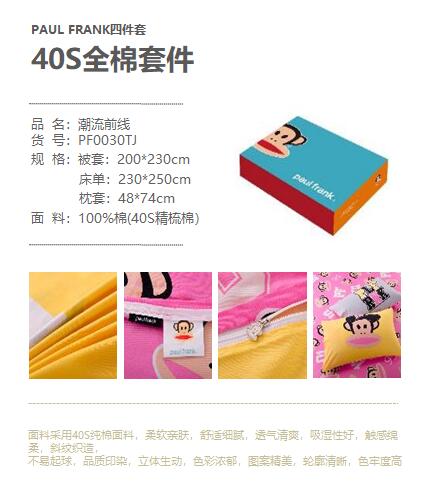 PAUL FRANK四件套
40S全棉套件
品 名：潮流前线
货 号：PF0030TJ
规 格：被套：200*230cm
床单：230*250cm
枕套：48*74cm
面 料：100%棉(40S精梳棉)
paul frank.
paul frank
paul frank
面料采用40S纯棉面料，柔软亲肤，舒适细腻，透气清爽，吸湿性好，触感绵
柔，斜纹织造，
不易起球，品质印染，立体生动，色彩浓郁，图案精美，轮廓清晰，色牢度高